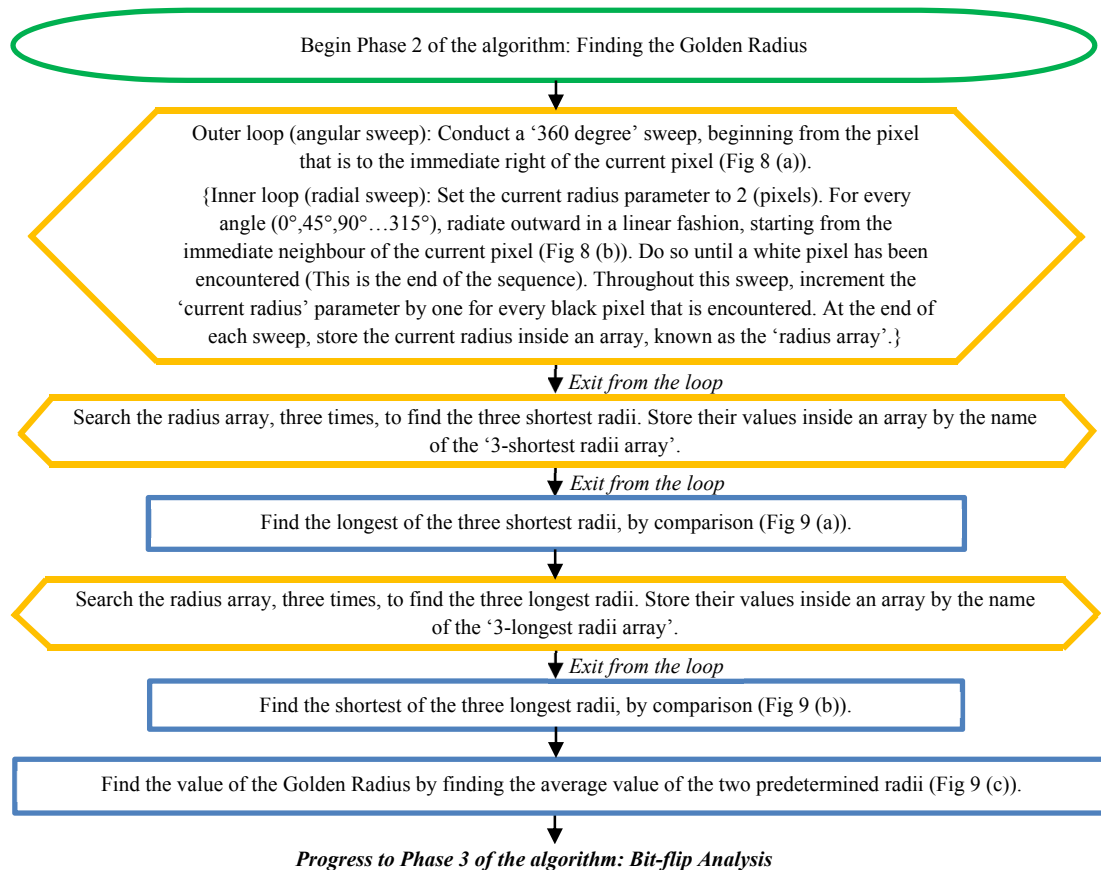 Begin Phase 2 of the algorithm: Finding the Golden Radius
Outer loop (angular sweep): Conduct a ‘360 degree’ sweep, beginning from the pixel
that is to the immediate right of the current pixel (Fig 8 (a)).
{Inner loop (radial sweep): Set the current radius parameter to 2 (pixels). For every
angle (0°,45°,90°…315°), radiate outward in a linear fashion, starting from the
immediate neighbour of the current pixel (Fig 8 (b)). Do so until a white pixel has been
encountered (This is the end of the sequence). Throughout this sweep, increment the
‘current radius’ parameter by one for every black pixel that is encountered. At the end of
each sweep, store the current radius inside an array, known as the ‘radius array’.}
Exit from the loop
Search the radius array, three times, to find the three shortest radii. Store their values inside an array by the name
of the ‘3-shortest radii array’.
Exit from the loop
Find the longest of the three shortest radii, by comparison (Fig 9 (a)).
Search the radius array, three times, to find the three longest radii. Store their values inside an array by the name
of the ‘3-longest radii array’.
Exit from the loop
Find the shortest of the three longest radii, by comparison (Fig 9 (b)).
Find the value of the Golden Radius by finding the average value of the two predetermined radii (Fig 9 (c)).
Progress to Phase 3 of the algorithm: Bit-flip Analysis